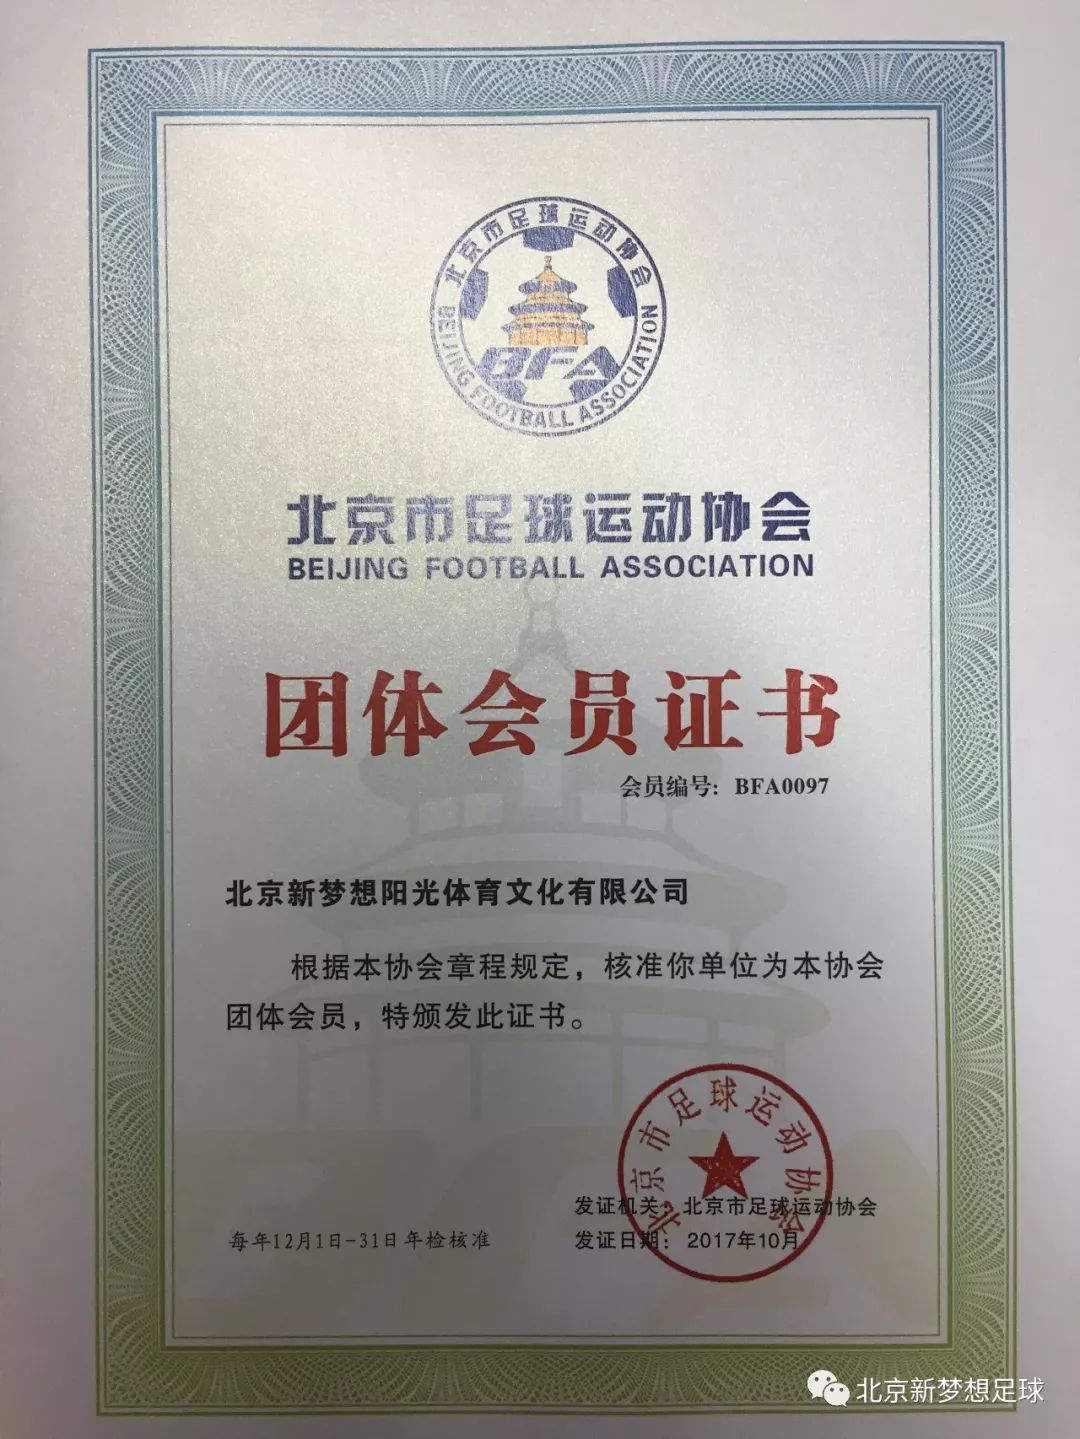 北京市足球运动协会
BFA
BEIJING FOOTBALL ASSOCIATION
北京市足球运动协会
BEIJING FOOTBALL ASSOCIATION
团体会员证书
会员编号：BFA0097
北京新梦想阳光体育文化有限公司
根据本协会章程规定，核准你单位为本协会
团体会员，特颁发此证书。
北京市足球运动协会
发证机关：北京市足球运动协会
每年12月1日-31日年检核准
发证日期：2017年10月
北京新梦想足球